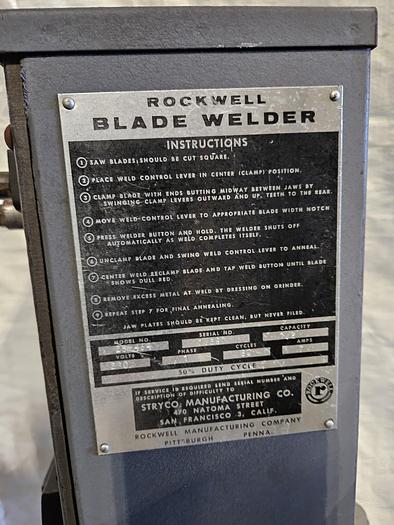 ROCKWELL
BLADE WELDER
INSTRUCTIONS
1 SAW BLADES SHOULD BE CUT SQUARE.
2 PLACE WELD CONTROL LEVER IN CENTER (CLAMP) POSITION.
3 CLAMP BLADE WITH ENDS BUTTING MIDWAY BETWEEN JAWS BY
SWINGING CLAMP LEVERS OUTWARD AND UP. TEETH TO THE REAR.
4 MOVE WELD-CONTROL LEVER TO APPROPRIATE BLADE WIDTH NOTCH
5 PRESS WELDER BUTTON AND HOLD. THE WELDER SHUTS OFF
AUTOMATICALLY AS WELD COMPLETES ITSELF.
6 UNCLAMP BLADE AND SWING WELD CONTROL LEVER TO ANNEAL.
7 CENTER WELD RECLAMP BLADE AND TAP WELD BUTTON UNTIL BLADE
SHOWS DULL RED.
8 REMOVE EXCESS METAL AT WELD BY DRESSING ON GRINDER.
9 REPEAT STEP 7 FOR FINAL ANNEALING.
JAW PLATES SHOULD BE KEPT CLEAN, BUT NEVER FILED.
MODEL NO. SERIAL NO. CAPACITY
VOLTS PHASE CYCLES AMPS
50% DUTY CYCLE
IF SERVICE IS REQUIRED SEND SERIAL NUMBER AND
DESCRIPTION OF DIFFICULTY TO
STRYCO MANUFACTURING CO.
470 NATOMA STREET
SAN FRANCISCO 3, CALIF.
ROCKWELL
ROCKWELL MANUFACTURING COMPANY
PITTSBURGH PENNA.